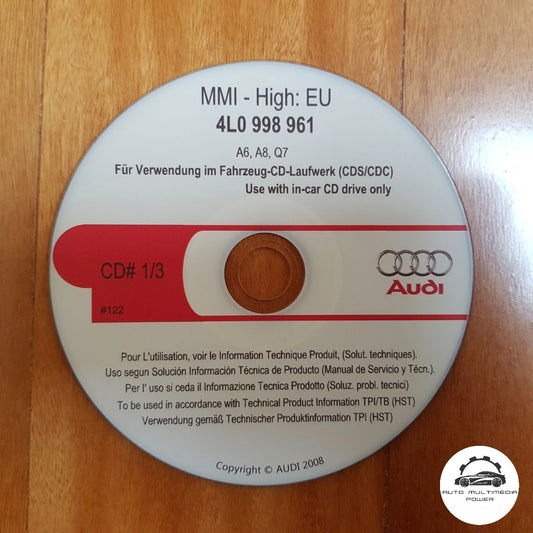 MMI - High: EU
4L0 998 961
A6, A8, Q7
Für Verwendung im Fahrzeug-CD-Laufwerk (CDS/CDC)
Use with in-car CD drive only
CD# 1/3
Audi
#122
Pour L'utilisation, voir le Information Technique Produit, (Solut. techniques).
Uso segun Solución Información Técnica de Producto (Manual de Servicio y Técn.).
Per l' uso si ceda il Informazione Tecnica Prodotto (Soluz. probl. tecnici)
To be used in accordance with Technical Product Information TPI/TB (HST)
Verwendung gemäß Technischer Produktinformation TPI (HST)
Copyright © AUDI 2008
AUTO MULTIMÉDIA
POWER